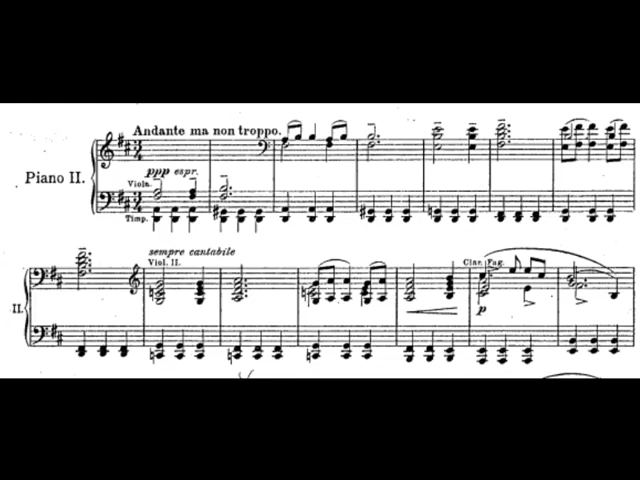 Andante ma non troppo.
ppp espr.
Piano II.
Viola.
Timp.
sempre cantabile
Viol. II
Clar. Fag.
II.
p